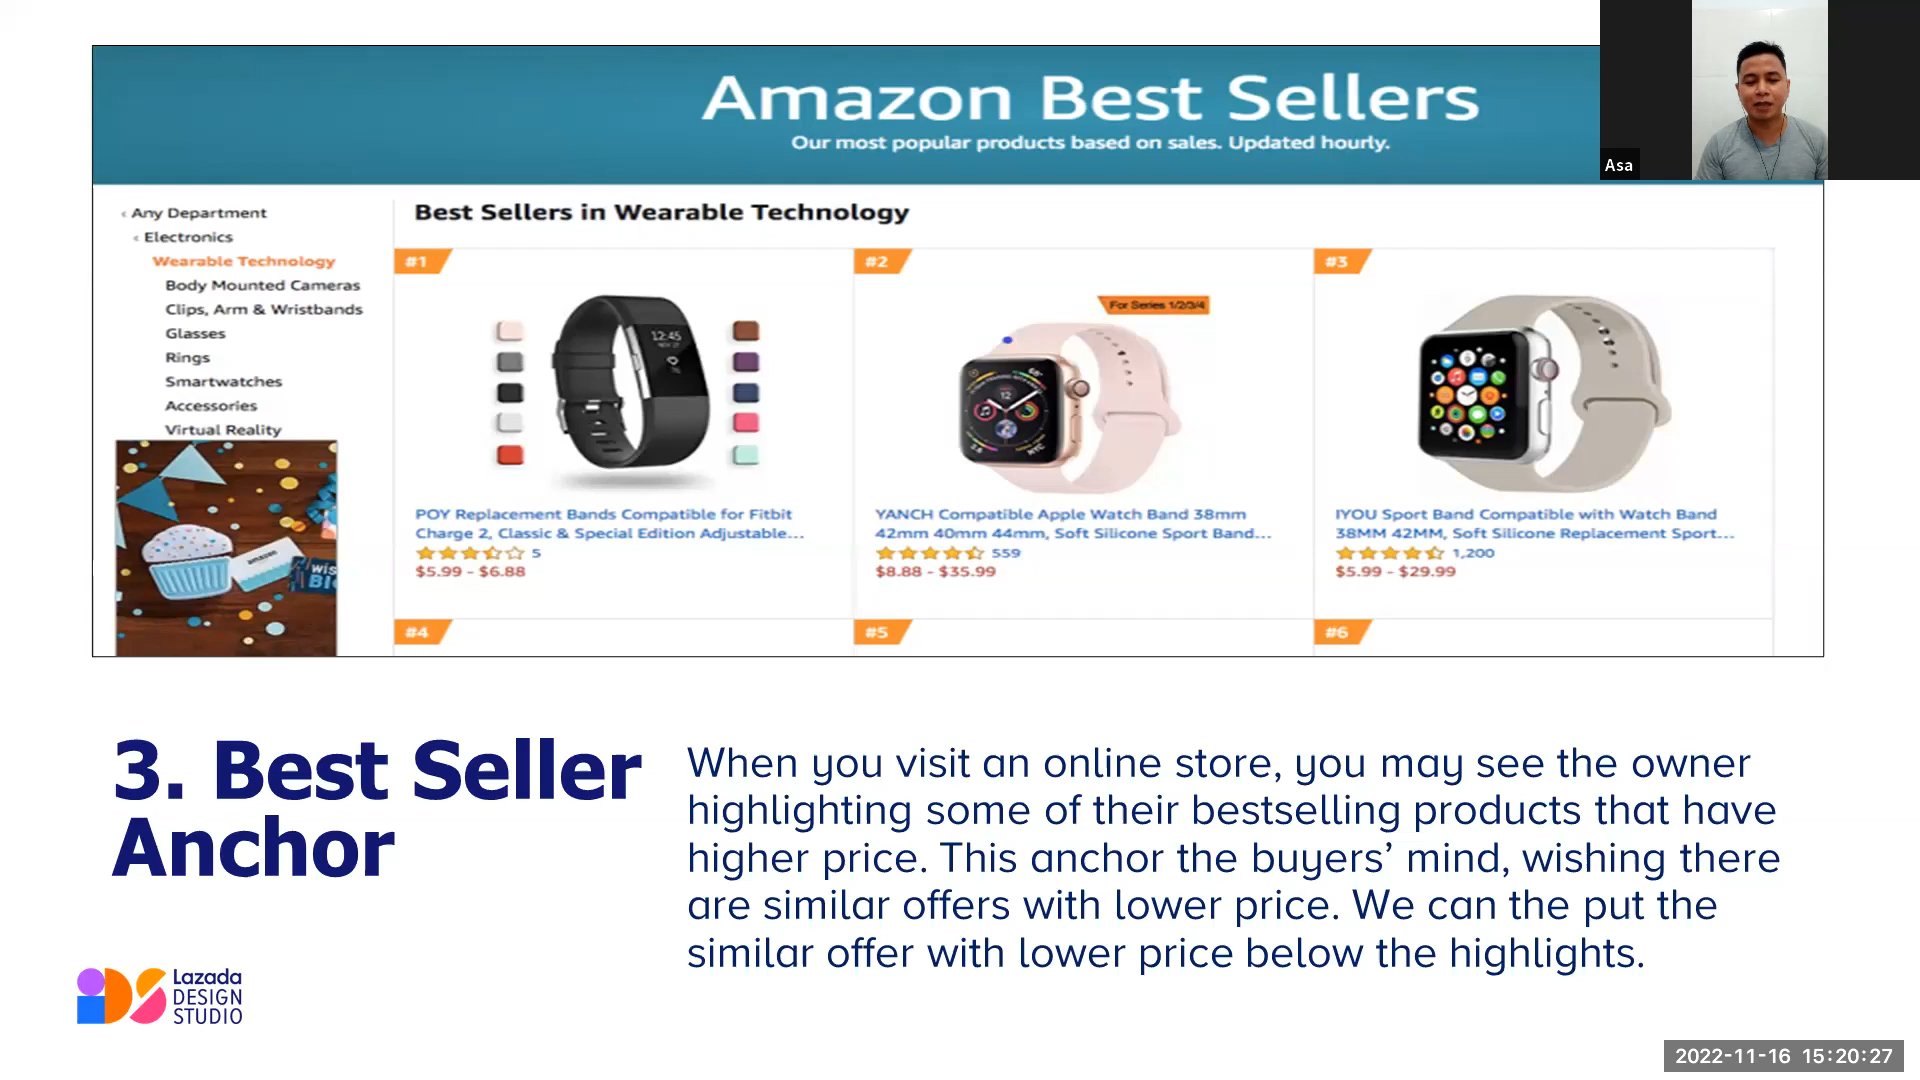 Amazon Best Sellers
Our most popular products based on sales. Updated hourly.
Asa
‹ Any Department
‹ Electronics
Wearable Technology
Body Mounted Cameras
Clips, Arm & Wristbands
Glasses
Rings
Smartwatches
Accessories
Virtual Reality
amazon
Best Sellers in Wearable Technology
#1
12:45
POY Replacement Bands Compatible for Fitbit
Charge 2, Classic & Special Edition Adjustable...
5
$5.99 - $6.88
#2
For Series 1/2/3/4
YANCH Compatible Apple Watch Band 38mm
42mm 40mm 44mm, Soft Silicone Sport Band...
559
$8.88 - $35.99
#3
IYOU Sport Band Compatible with Watch Band
38MM 42MM, Soft Silicone Replacement Sport...
1,200
$5.99 - $29.99
#4
#5
#6
3. Best Seller
Anchor
When you visit an online store, you may see the owner
highlighting some of their bestselling products that have
higher price. This anchor the buyers’ mind, wishing there
are similar offers with lower price. We can the put the
similar offer with lower price below the highlights.
Lazada
DESIGN
STUDIO
2022-11-16 15:20:27